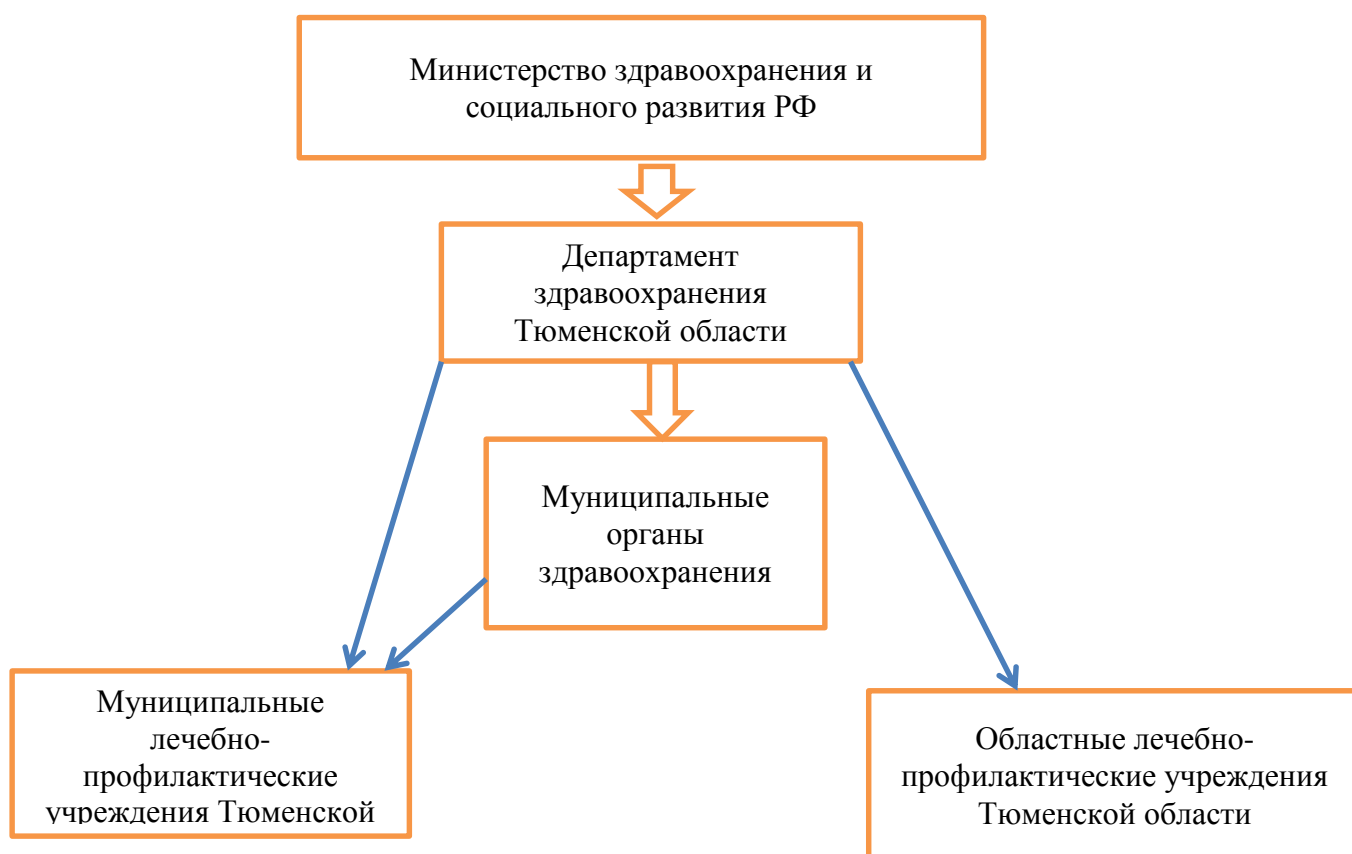 Министерство здравоохранения и
социального развития РФ
Департамент
здравоохранения
Тюменской области
Муниципальные
органы
здравоохранения
Муниципальные
лечебно-
профилактические
учреждения Тюменской
Областные лечебно-
профилактические учреждения
Тюменской области